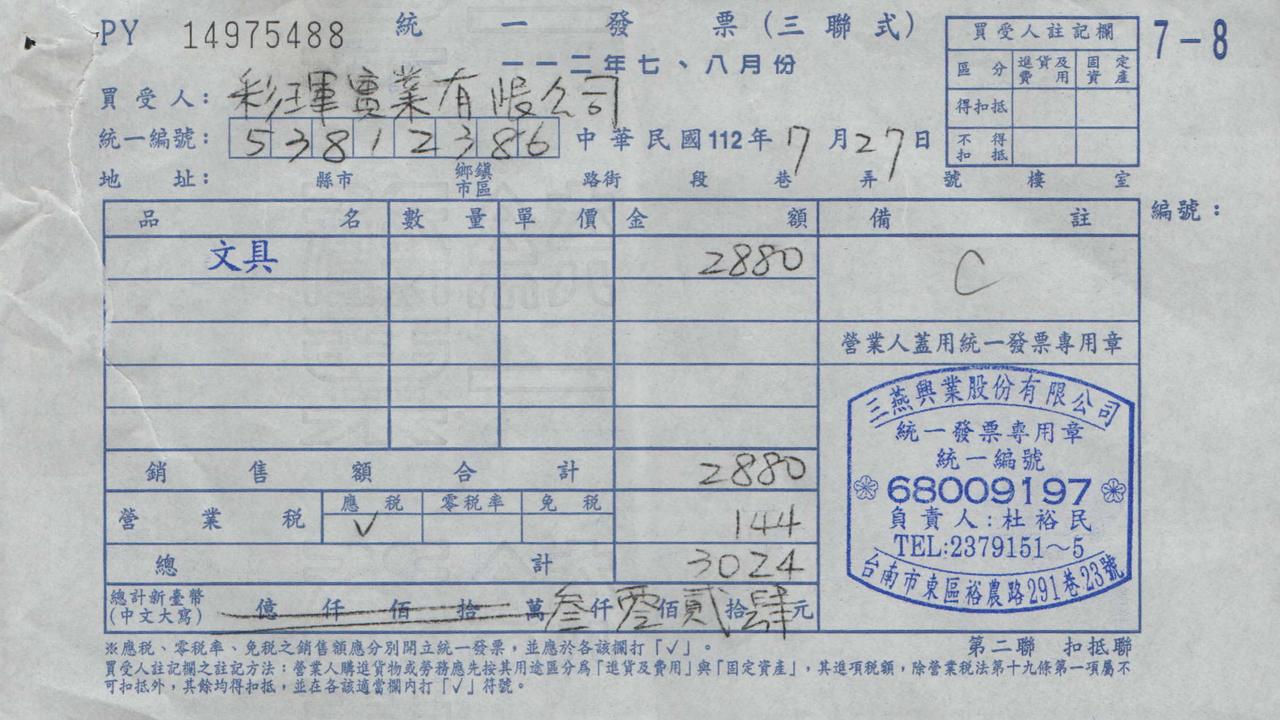 PY 14975488 統一發票(三聯式)
一一二年七、八月份
7-8
買受人註記欄
區分 進貨及費用 固定資產
得扣抵
不得扣抵
買受人: 彩琿實業有限公司
統一編號: 53812386 中華民國112年7月27日
地址: 縣市 鄉鎮市區 路街 段 巷 弄 號 樓 室
品名 數量 單價 金額 備註 編號:
文具 2880 C
營業人蓋用統一發票專用章
三燕興業股份有限公司
統一發票專用章
統一編號
68009197
負責人:杜裕民
TEL:2379151~5
台南市東區裕農路291巷23號
銷售額合計 2880
營業稅 應稅 零稅率 免稅
√ 144
總計 3024
總計新臺幣(中文大寫) 億仟佰拾萬叁仟零佰貳拾肆元
※應稅、零稅率、免稅之銷售額應分別開立統一發票,並應於各該欄打「√」。
第二聯 扣抵聯
買受人註記欄之註記方法:營業人購進貨物或勞務應先按其用途區分為「進貨及費用」與「固定資產」,其進項稅額,除營業稅法第十九條第一項屬不
可扣抵外,其餘均得扣抵,並在各該適當欄內打「√」符號。